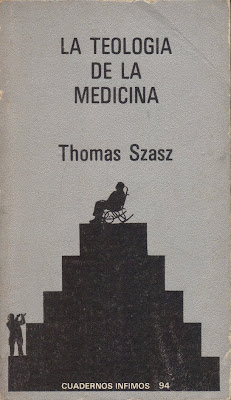 LA TEOLOGIA
DE LA
MEDICINA
Thomas Szasz
CUADERNOS INFIMOS 94